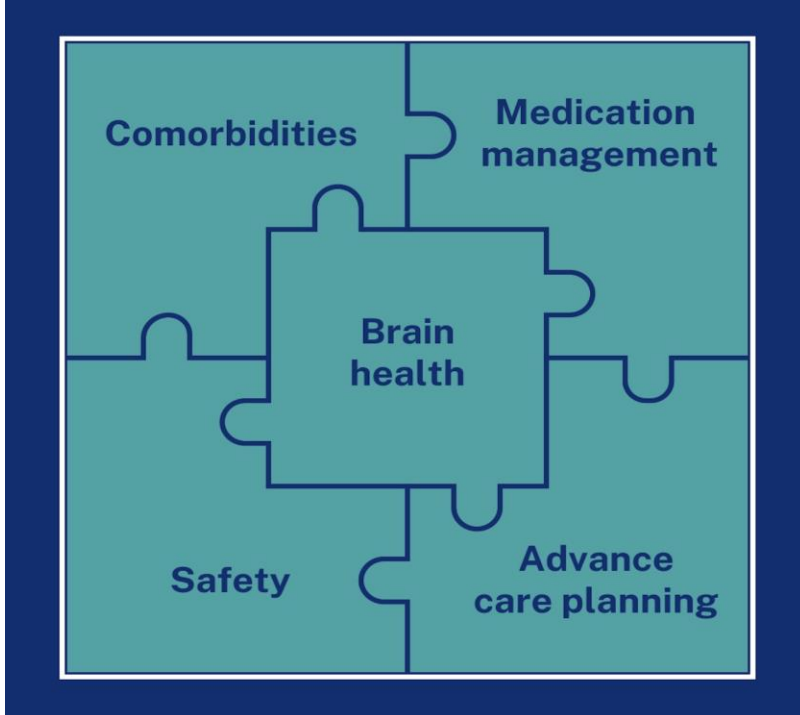 Comorbidities
Medication
management
Brain
health
Safety
Advance
care planning